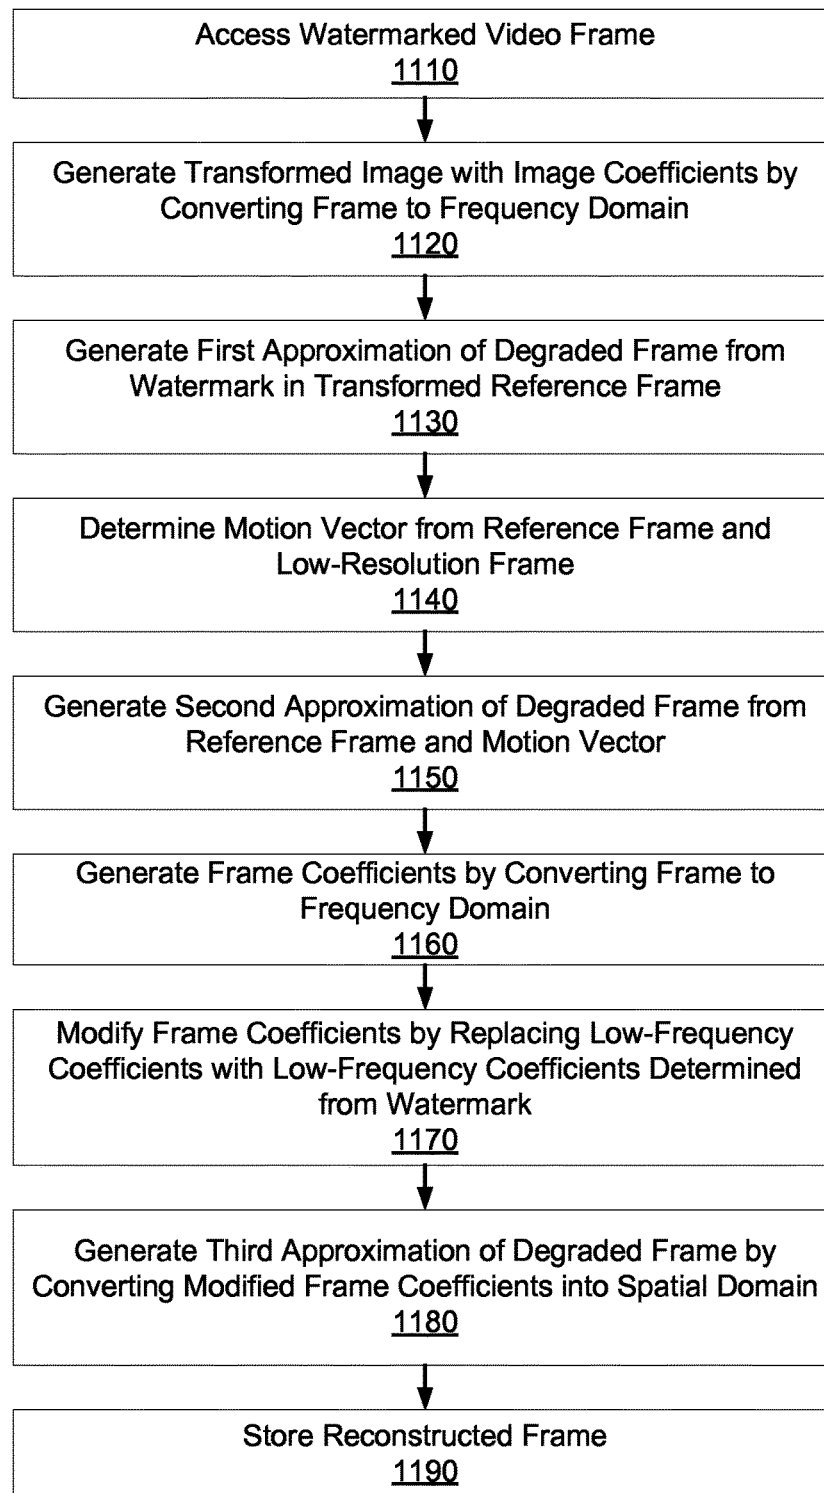 Access Watermarked Video Frame
1110
Generate Transformed Image with Image Coefficients by
Converting Frame to Frequency Domain
1120
Generate First Approximation of Degraded Frame from
Watermark in Transformed Reference Frame
1130
Determine Motion Vector from Reference Frame and
Low-Resolution Frame
1140
Generate Second Approximation of Degraded Frame from
Reference Frame and Motion Vector
1150
Generate Frame Coefficients by Converting Frame to
Frequency Domain
1160
Modify Frame Coefficients by Replacing Low-Frequency
Coefficients with Low-Frequency Coefficients Determined
from Watermark
1170
Generate Third Approximation of Degraded Frame by
Converting Modified Frame Coefficients into Spatial Domain
1180
Store Reconstructed Frame
1190